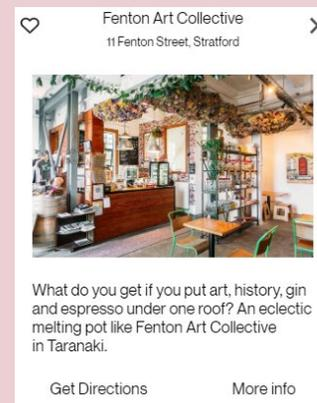 Fenton Art Collective
11 Fenton Street, Stratford
What do you get if you put art, history, gin
and espresso under one roof? An eclectic
melting pot like Fenton Art Collective
in Taranaki.
Get Directions
More info